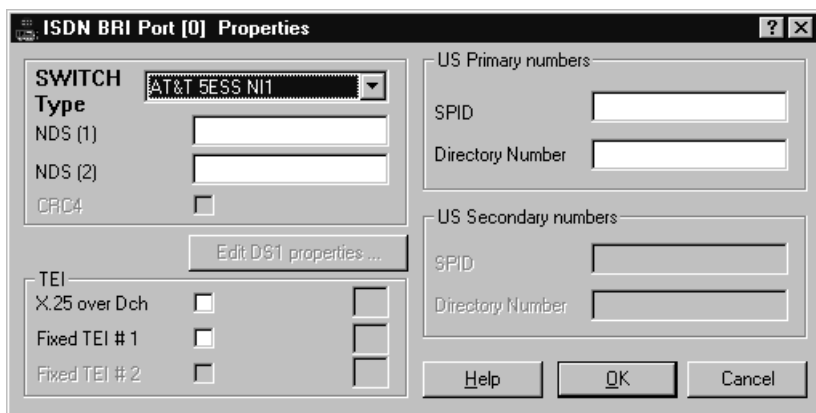 ISDN BRI Port [0] Properties
SWITCH Type
AT&T 5ESS NI1
NDS (1)
NDS (2)
CRC4
Edit DS1 properties ...
TEI
X.25 over Dch
Fixed TEI # 1
Fixed TEI # 2
US Primary numbers
SPID
Directory Number
US Secondary numbers
SPID
Directory Number
Help
OK
Cancel